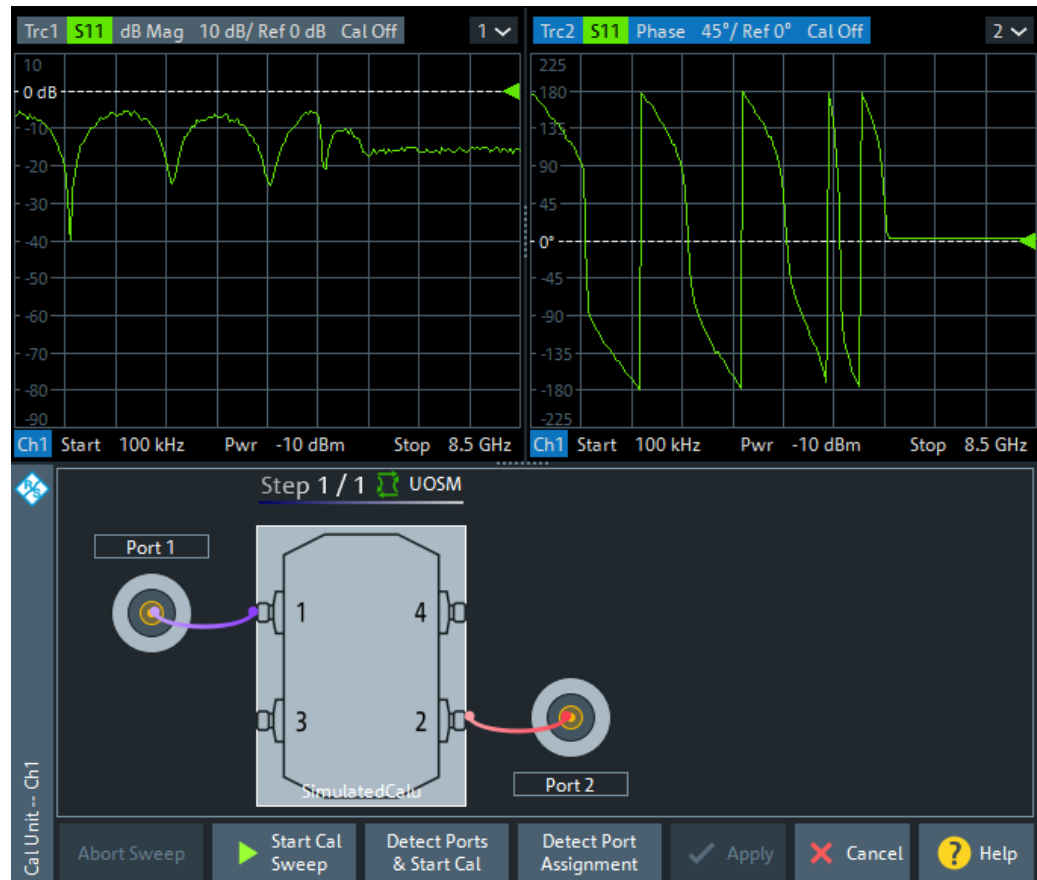 Trc1 S11 dB Mag 10 dB/ Ref 0 dB Cal Off 1
10
0 dB
-10
-20
-30
-40
-50
-60
-70
-80
-90
Ch1 Start 100 kHz Pwr -10 dBm Stop 8.5 GHz
Trc2 S11 Phase 45°/ Ref 0° Cal Off 2
225
180
135
90
45
0°
-45
-90
-135
-180
-225
Ch1 Start 100 kHz Pwr -10 dBm Stop 8.5 GHz
R&S
Cal Unit -- Ch1
Step 1 / 1 UOSM
Port 1
1 4
3 2
SimulatedCalu
Port 2
Abort Sweep
Start Cal
Sweep
Detect Ports
& Start Cal
Detect Port
Assignment
Apply
Cancel
? Help